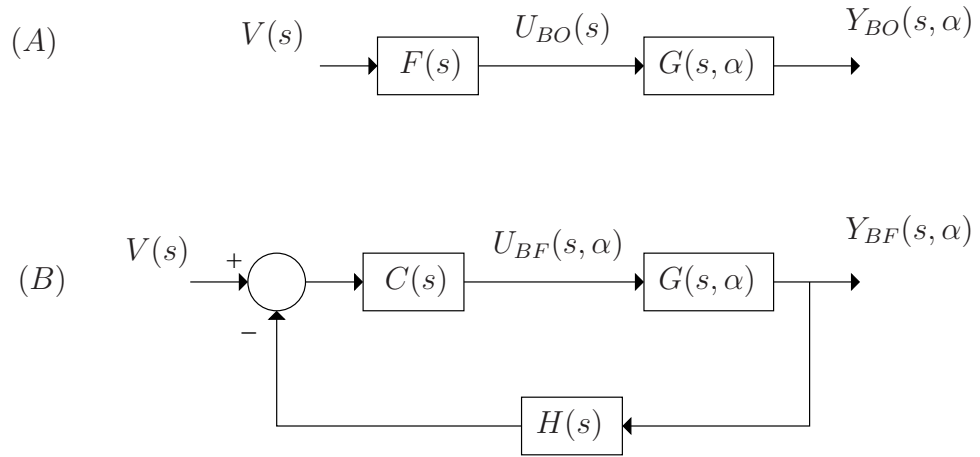 (A) V(s) F(s) U_{BO}(s) G(s, α) Y_{BO}(s, α)
(B) V(s) + − C(s) U_{BF}(s, α) G(s, α) Y_{BF}(s, α)
H(s)